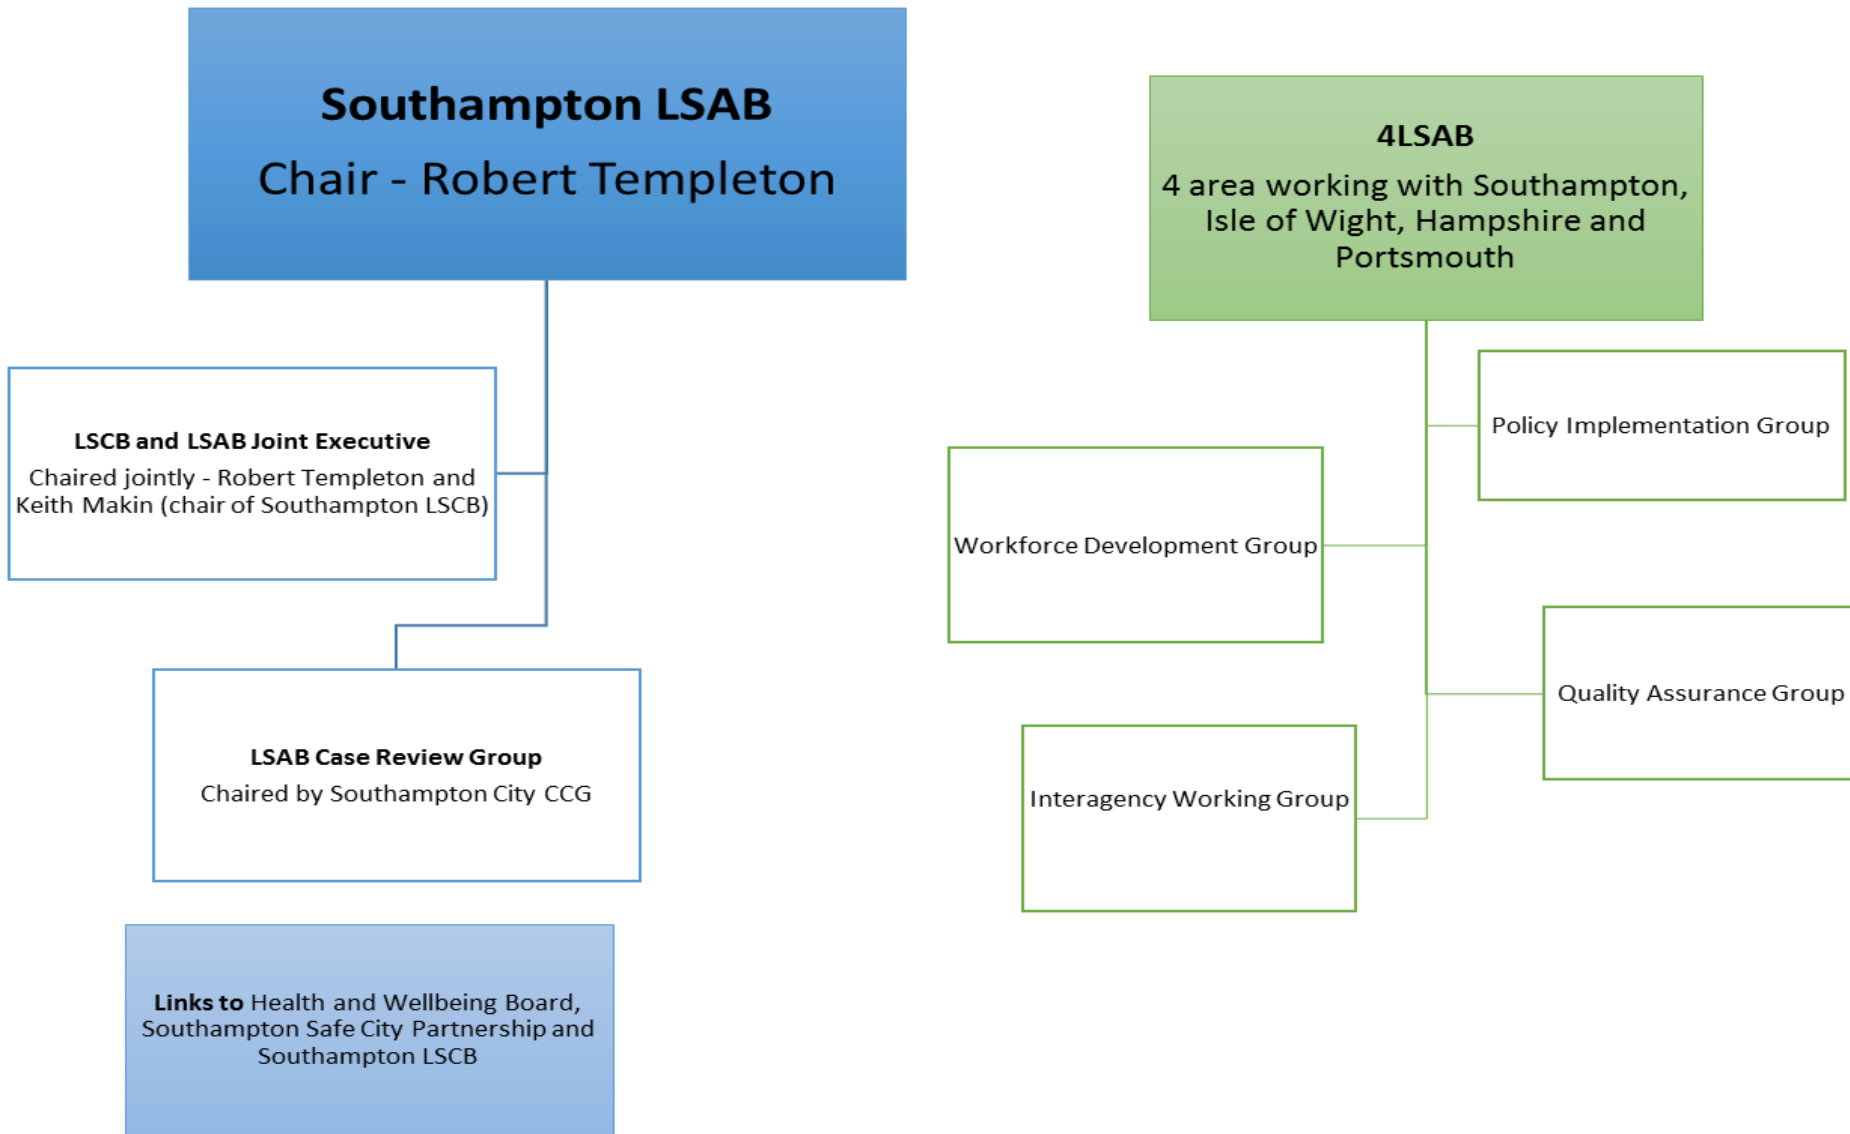 Southampton LSAB
Chair - Robert Templeton
LSCB and LSAB Joint Executive
Chaired jointly - Robert Templeton and
Keith Makin (chair of Southampton LSCB)
LSAB Case Review Group
Chaired by Southampton City CCG
Links to Health and Wellbeing Board,
Southampton Safe City Partnership and
Southampton LSCB
4LSAB
4 area working with Southampton,
Isle of Wight, Hampshire and
Portsmouth
Policy Implementation Group
Workforce Development Group
Quality Assurance Group
Interagency Working Group